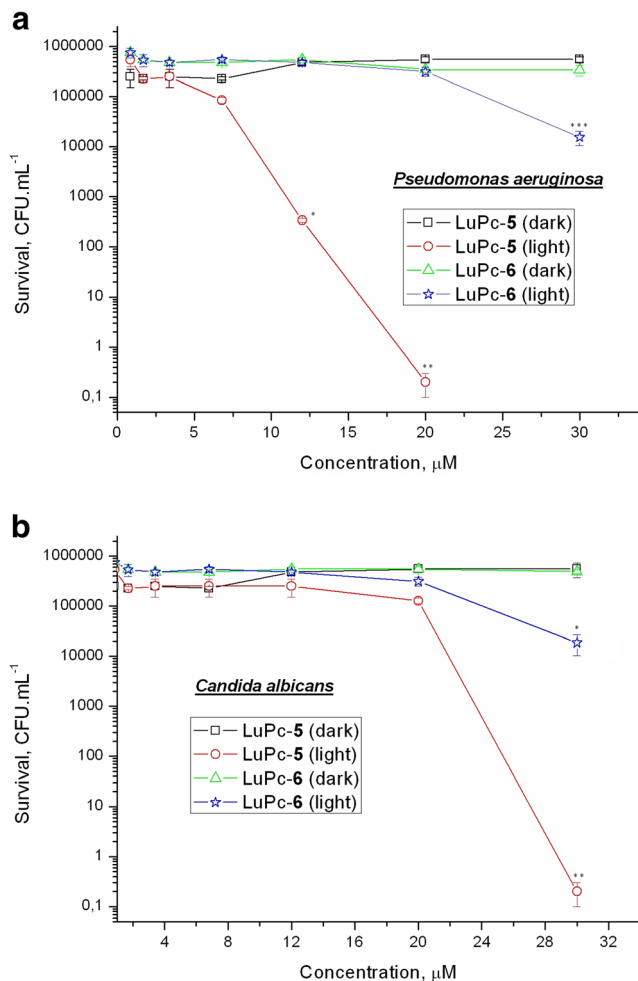 a
1000000
100000
10000
1000
100
10
1
0,1
Survival, CFU.mL⁻¹
***
*
**
Pseudomonas aeruginosa
LuPc-5 (dark)
LuPc-5 (light)
LuPc-6 (dark)
LuPc-6 (light)
0 5 10 15 20 25 30
Concentration, μM
b
1000000
100000
10000
1000
100
10
1
0,1
Survival, CFU.mL⁻¹
*
**
Candida albicans
LuPc-5 (dark)
LuPc-5 (light)
LuPc-6 (dark)
LuPc-6 (light)
4 8 12 16 20 24 28 32
Concentration, μM